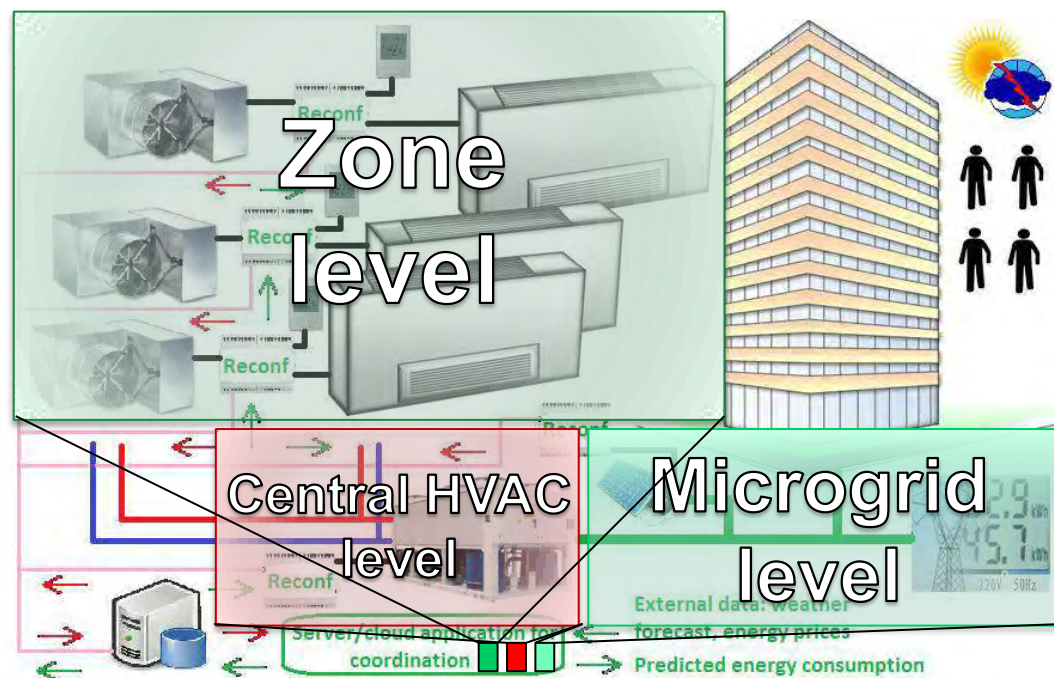 Reconf
Zone
level
Reconf
Reconf
Reconf
Central HVAC
level
Microgrid
level
2.9 kWh
45.7 kWh
220V 50Hz
Reconf
External data: weather
forecast, energy prices
Server/cloud application for
coordination
Predicted energy consumption